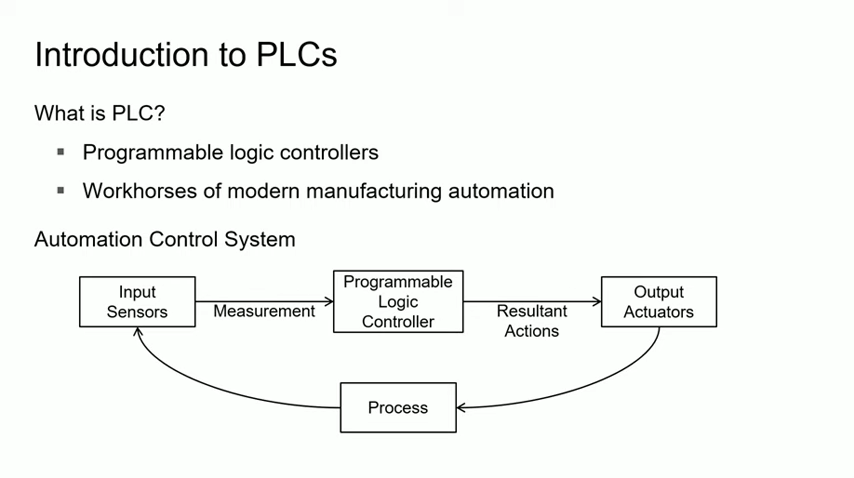 Introduction to PLCs
What is PLC?
▪ Programmable logic controllers
▪ Workhorses of modern manufacturing automation
Automation Control System
Input
Sensors
Measurement
Programmable
Logic
Controller
Resultant
Actions
Output
Actuators
Process